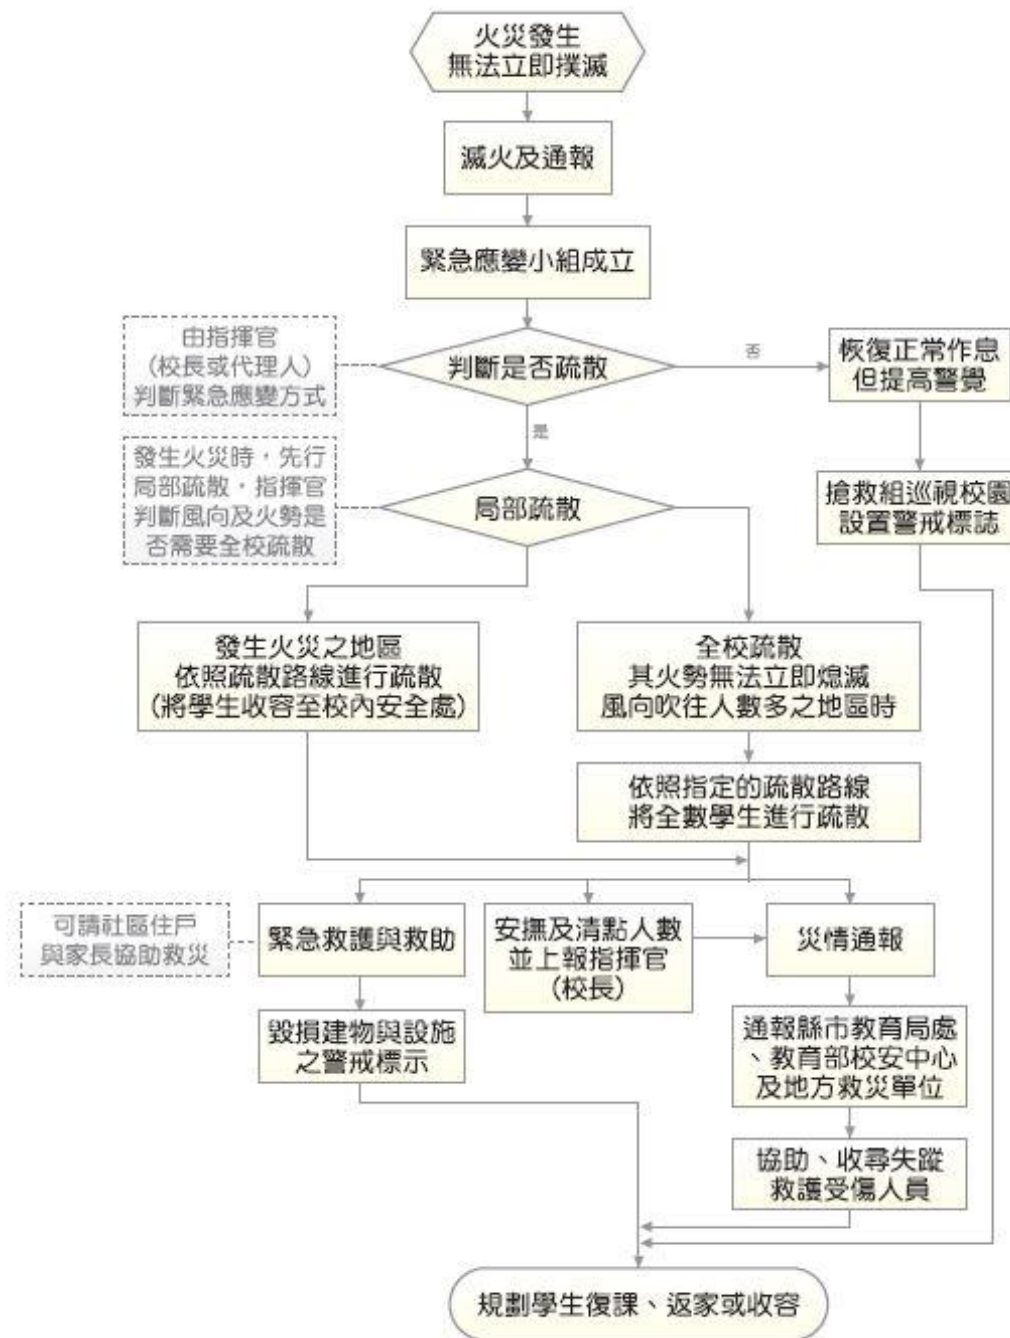 火災發生
無法立即撲滅
滅火及通報
緊急應變小組成立
由指揮官
(校長或代理人)
判斷緊急應變方式
判斷是否疏散
否
恢復正常作息
但提高警覺
是
發生火災時，先行
局部疏散，指揮官
判斷風向及火勢是
否需要全校疏散
局部疏散
搶救組巡視校園
設置警戒標誌
發生火災之地區
依照疏散路線進行疏散
(將學生收容至校內安全處)
全校疏散
其火勢無法立即熄滅
風向吹往人數多之地區時
依照指定的疏散路線
將全數學生進行疏散
可請社區住戶
與家長協助救災
緊急救護與救助
安撫及清點人數
並上報指揮官
(校長)
災情通報
毀損建物與設施
之警戒標示
通報縣市教育局處
、教育部校安中心
及地方救災單位
協助、收尋失蹤
救護受傷人員
規劃學生復課、返家或收容